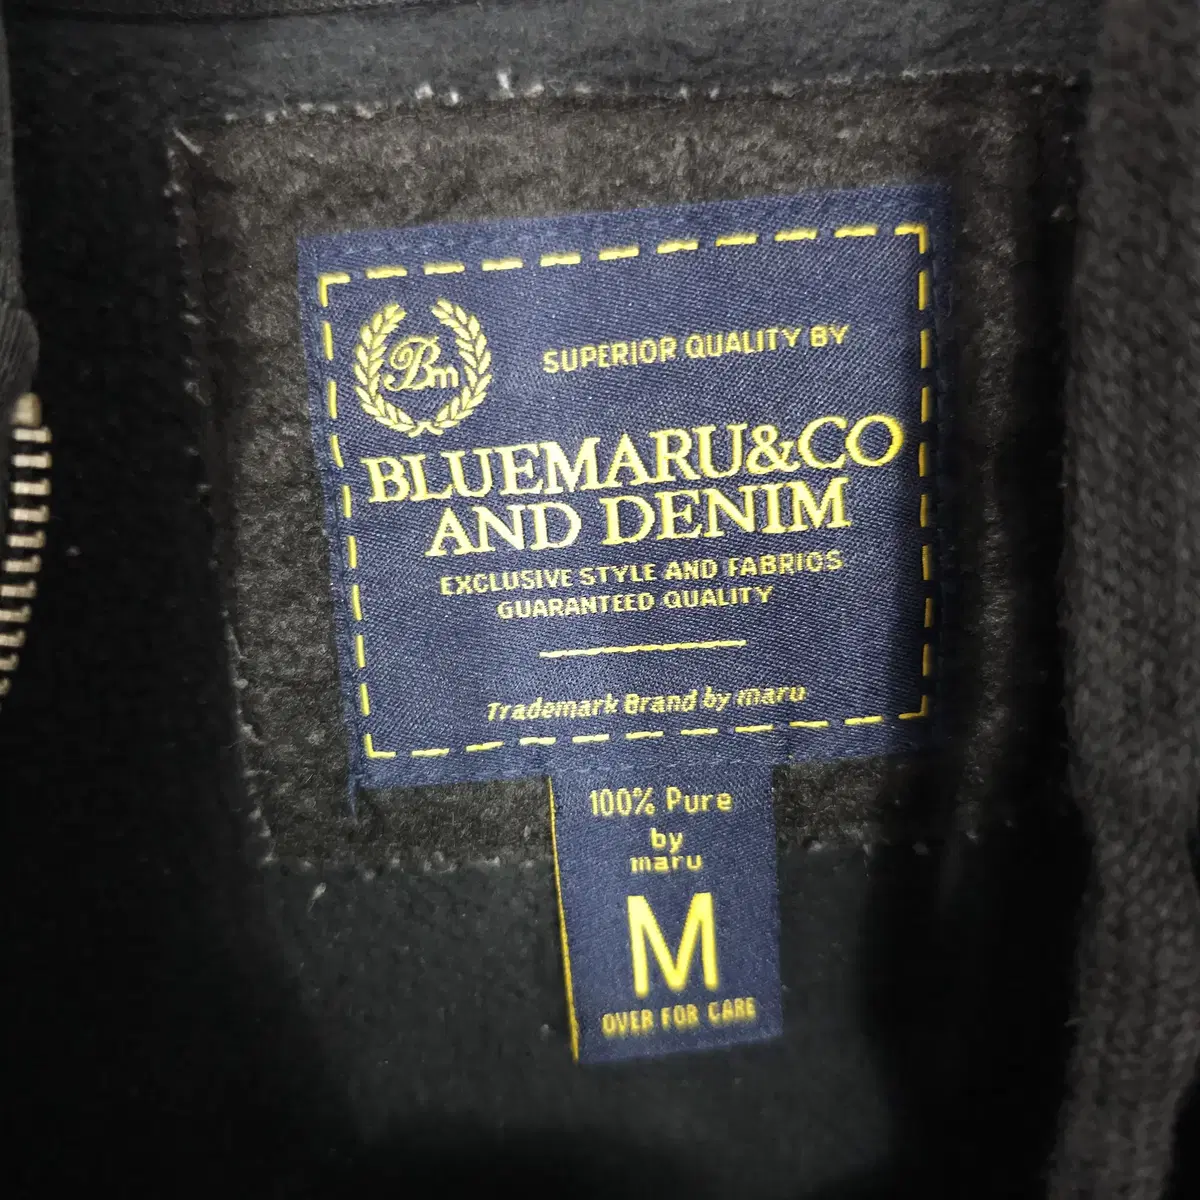 Bm
SUPERIOR QUALITY BY
BLUEMARU&CO
AND DENIM
EXCLUSIVE STYLE AND FABRIOS
GUARANTEED QUALITY
Trademark Brand by maru
100% Pure
by
maru
M
OVER FOR CARE